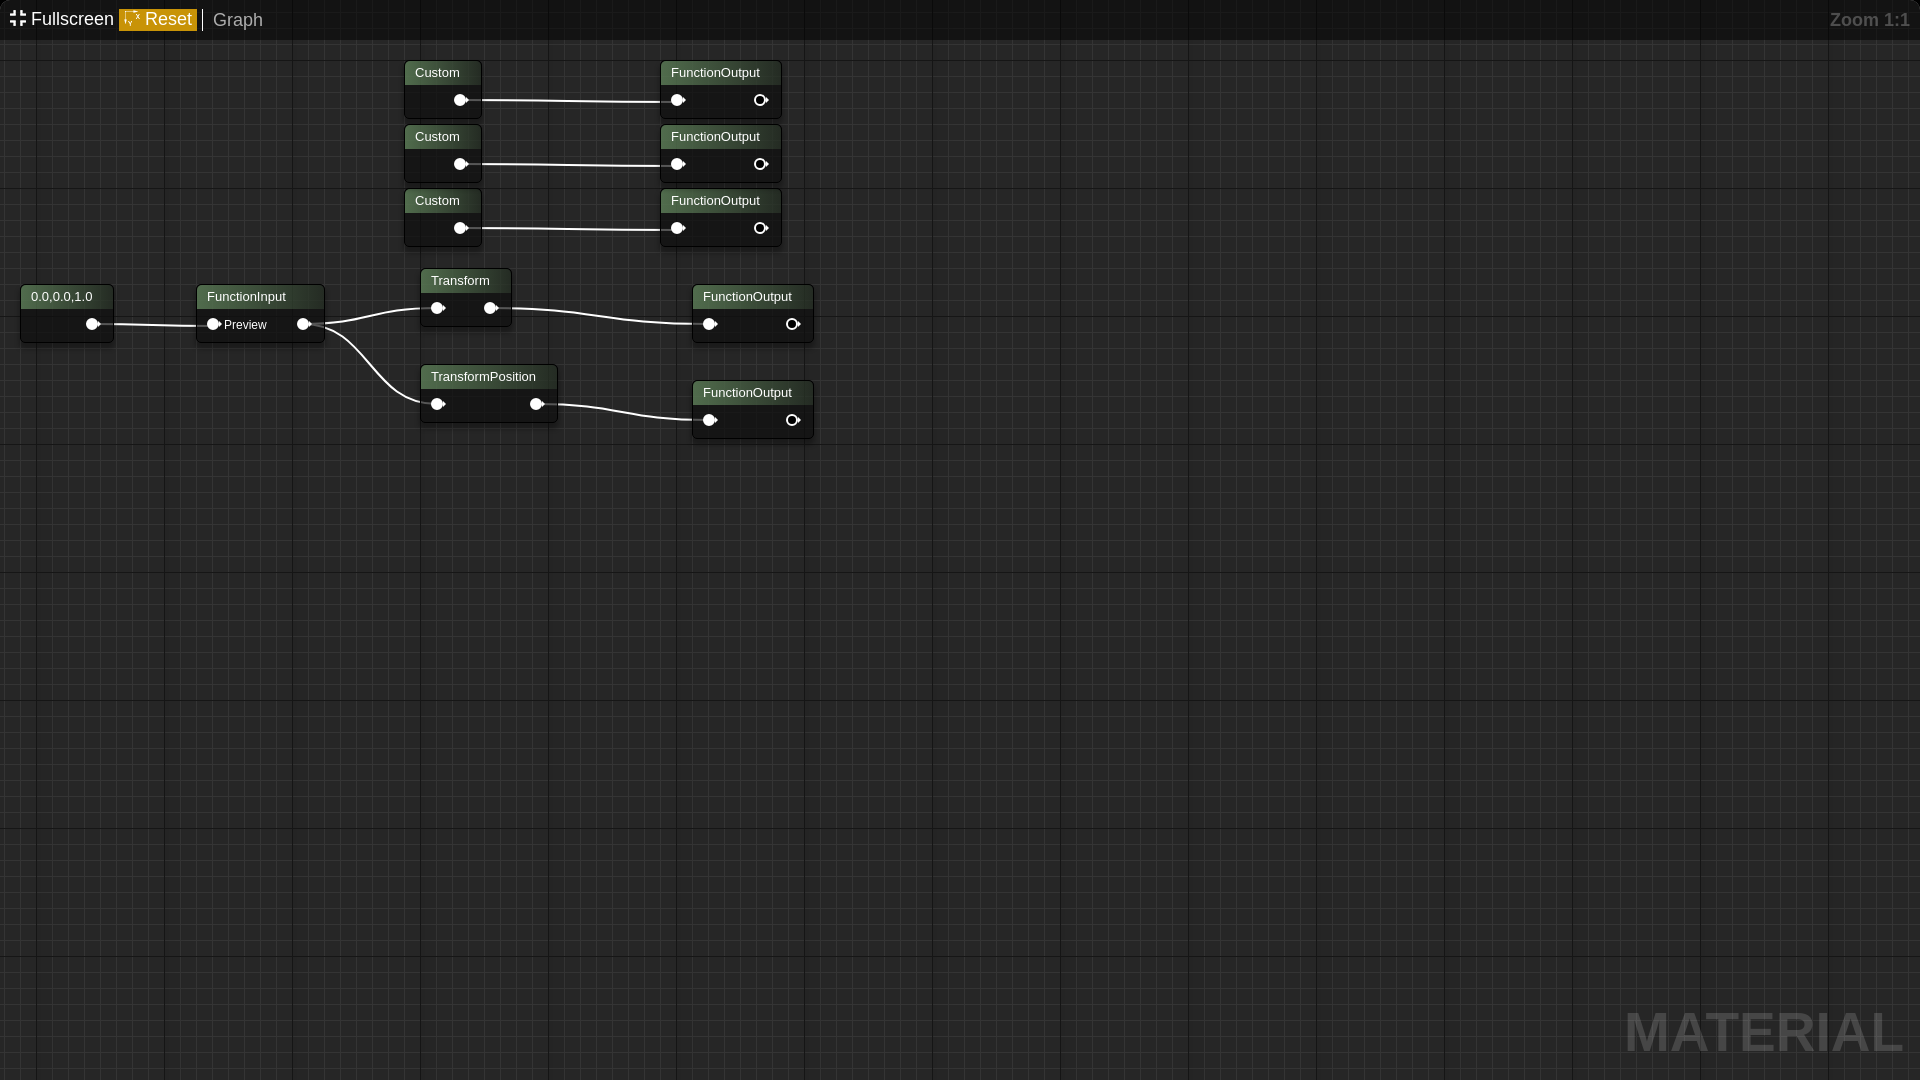 Fullscreen Reset Graph Zoom 1:1
Custom FunctionOutput
Custom FunctionOutput
Custom FunctionOutput
Transform
0.0,0.0,1.0 FunctionInput FunctionOutput
Preview
TransformPosition
FunctionOutput
MATERIAL